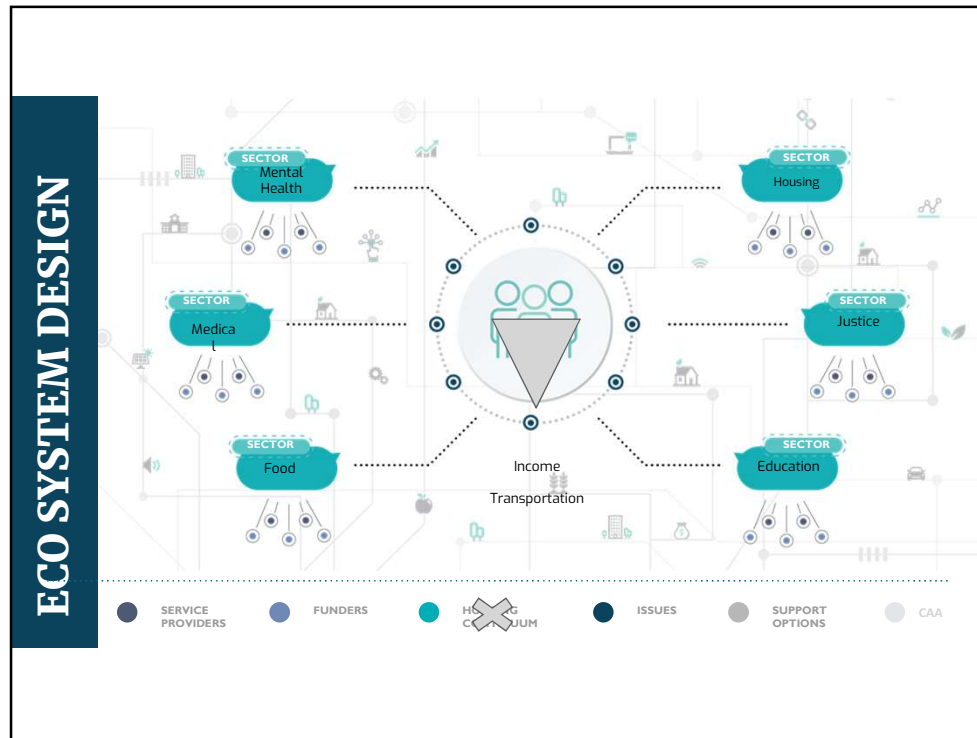 ECO SYSTEM DESIGN
SECTOR
Mental
Health
SECTOR
Housing
SECTOR
Medica
l
SECTOR
Justice
SECTOR
Food
SECTOR
Education
Income
Transportation
SERVICE
PROVIDERS
FUNDERS
ISSUES
SUPPORT
OPTIONS
CAA